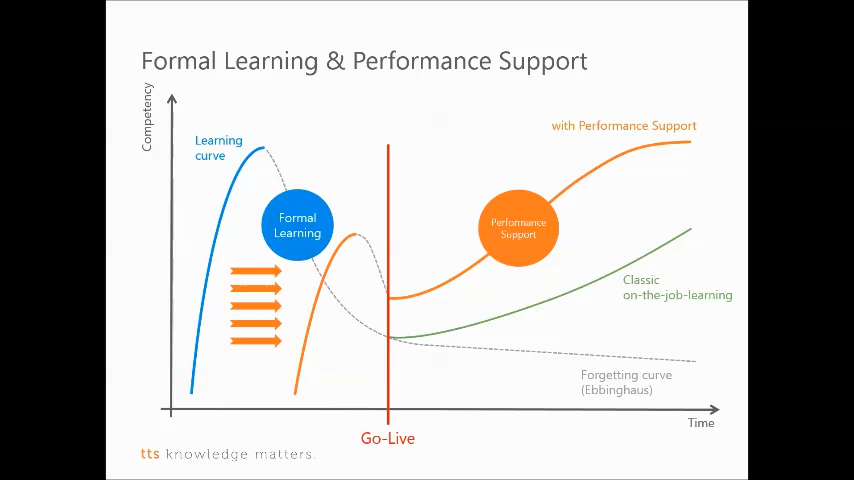 Formal Learning & Performance Support
Competency
Learning
curve
with Performance Support
Formal
Learning
Performance
Support
Classic
on-the-job-learning
Forgetting curve
(Ebbinghaus)
Time
Go-Live
tts knowledge matters.